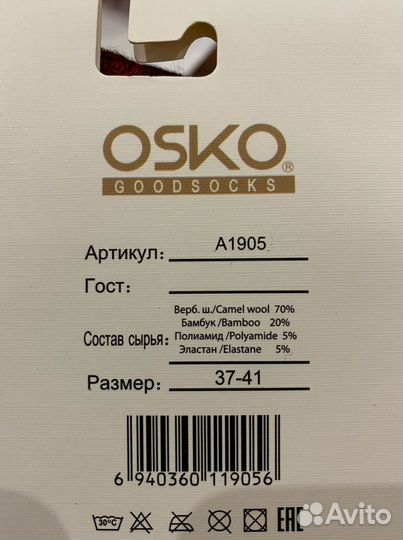 OSKO®
GOODSOCKS
Артикул: A1905
Гост:
Состав сырья: Верб. ш./Camel wool 70%
Бамбук /Bamboo 20%
Полиамид /Polyamide 5%
Эластан /Elastane 5%
Размер: 37-41
6 940360 119056
30°C
EAC
Avito